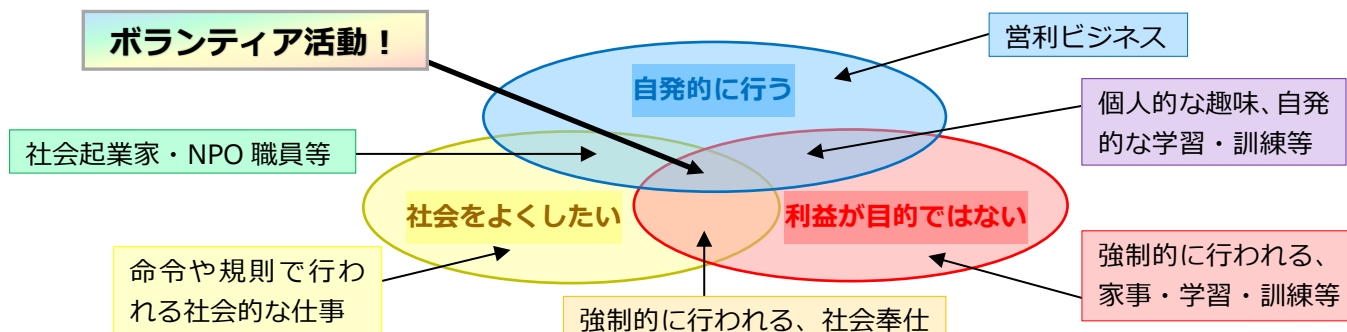 ボランティア活動！
営利ビジネス
自発的に行う
個人的な趣味、自発
的な学習・訓練等
社会起業家・NPO 職員等
社会をよくしたい
利益が目的ではない
命令や規則で行わ
れる社会的な仕事
強制的に行われる、社会奉仕
強制的に行われる、
家事・学習・訓練等